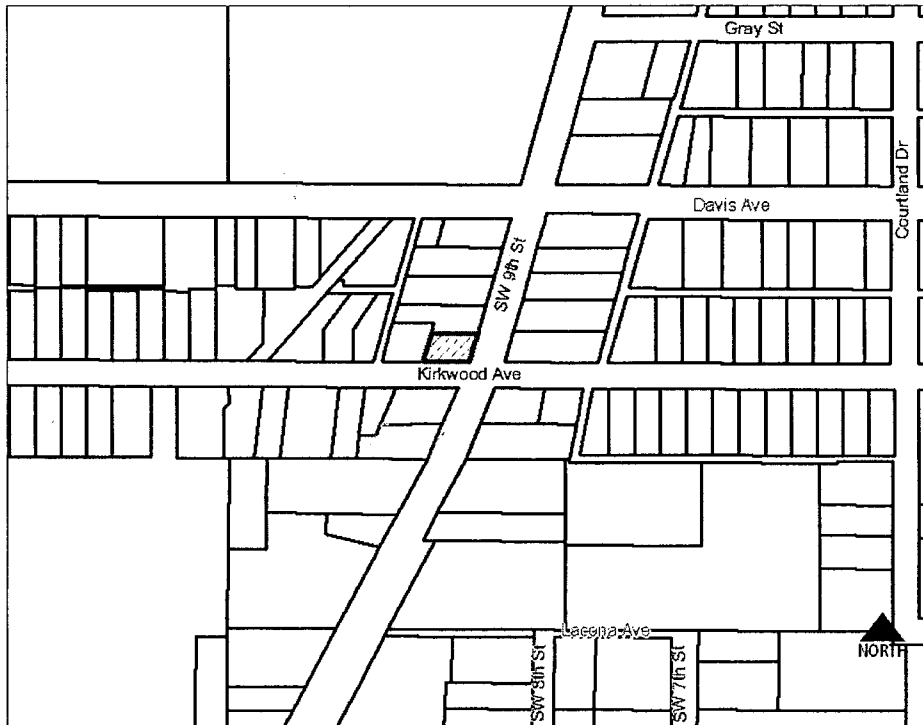 Gray St
Courtland Dr
Davis Ave
SW 9th St
Kirkwood Ave
Lacona Ave
NORTH
SW 8th St
SW 7th St